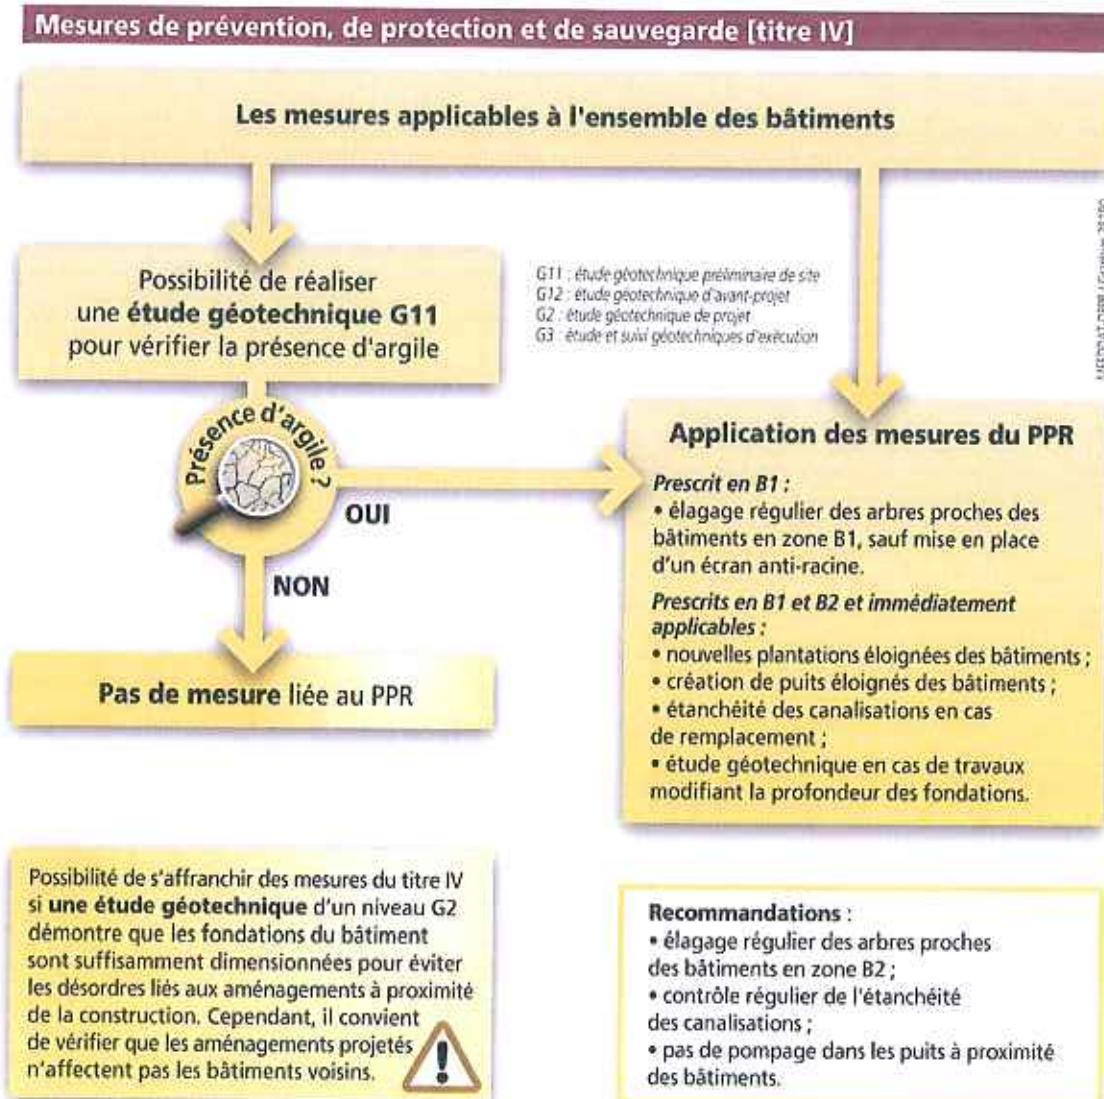 Mesures de prévention, de protection et de sauvegarde [titre IV]
Les mesures applicables à l'ensemble des bâtiments
Possibilité de réaliser
une étude géotechnique G11
pour vérifier la présence d'argile
G11 : étude géotechnique préliminaire de site
G12 : étude géotechnique d'avant-projet
G2 : étude géotechnique de projet
G3 : étude et suivi géotechniques d'exécution
Présence d'argile ?
OUI
NON
Pas de mesure liée au PPR
Application des mesures du PPR
Prescrit en B1 :
• élagage régulier des arbres proches des
bâtiments en zone B1, sauf mise en place
d'un écran anti-racine.
Prescrits en B1 et B2 et immédiatement
applicables :
• nouvelles plantations éloignées des bâtiments ;
• création de puits éloignés des bâtiments ;
• étanchéité des canalisations en cas
de remplacement ;
• étude géotechnique en cas de travaux
modifiant la profondeur des fondations.
Possibilité de s'affranchir des mesures du titre IV
si une étude géotechnique d'un niveau G2
démontre que les fondations du bâtiment
sont suffisamment dimensionnées pour éviter
les désordres liés aux aménagements à proximité
de la construction. Cependant, il convient
de vérifier que les aménagements projetés
n'affectent pas les bâtiments voisins.
Recommandations :
• élagage régulier des arbres proches
des bâtiments en zone B2 ;
• contrôle régulier de l'étanchéité
des canalisations ;
• pas de pompage dans les puits à proximité
des bâtiments.